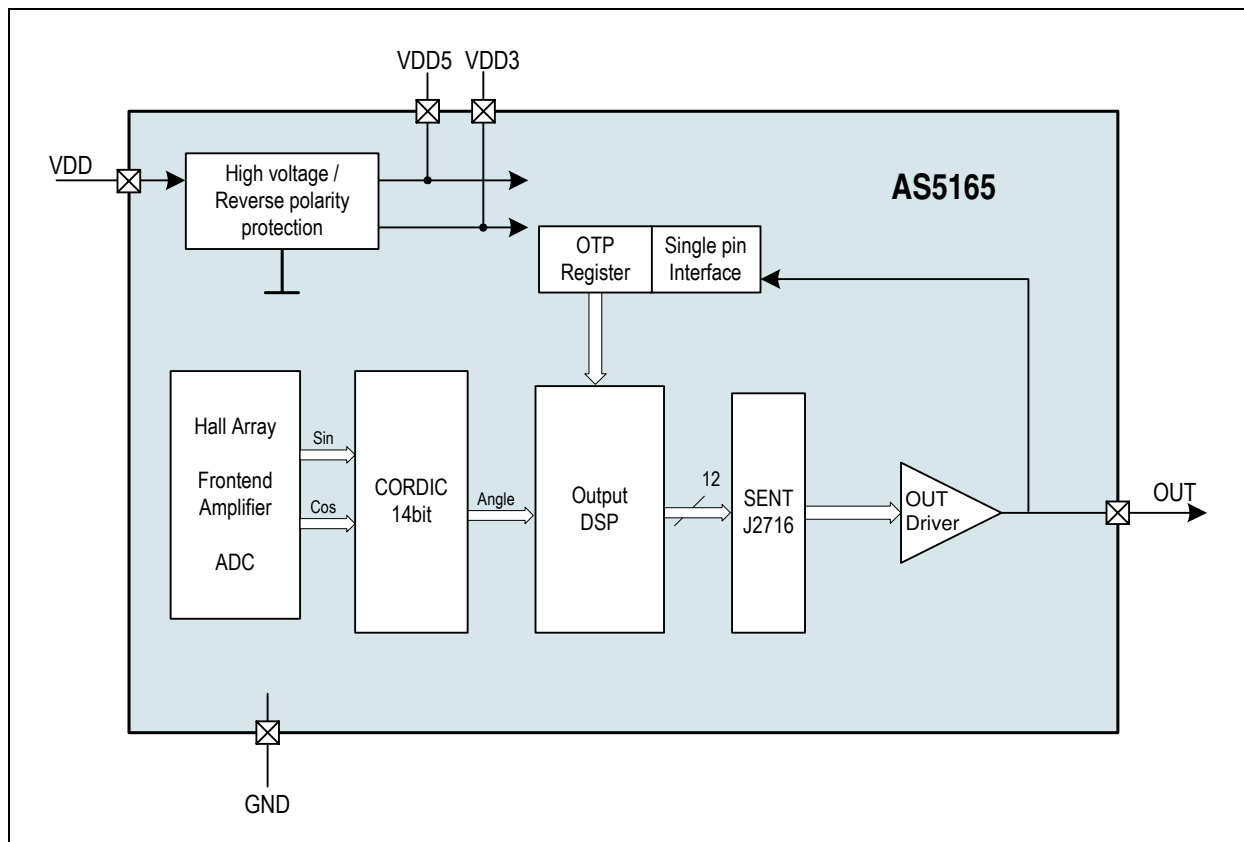 VDD5
VDD3
VDD
High voltage /
Reverse polarity
protection
AS5165
OTP
Register
Single pin
Interface
Hall Array
Frontend
Amplifier
ADC
Sin
Cos
CORDIC
14bit
Angle
Output
DSP
12
SENT
J2716
OUT
Driver
OUT
GND